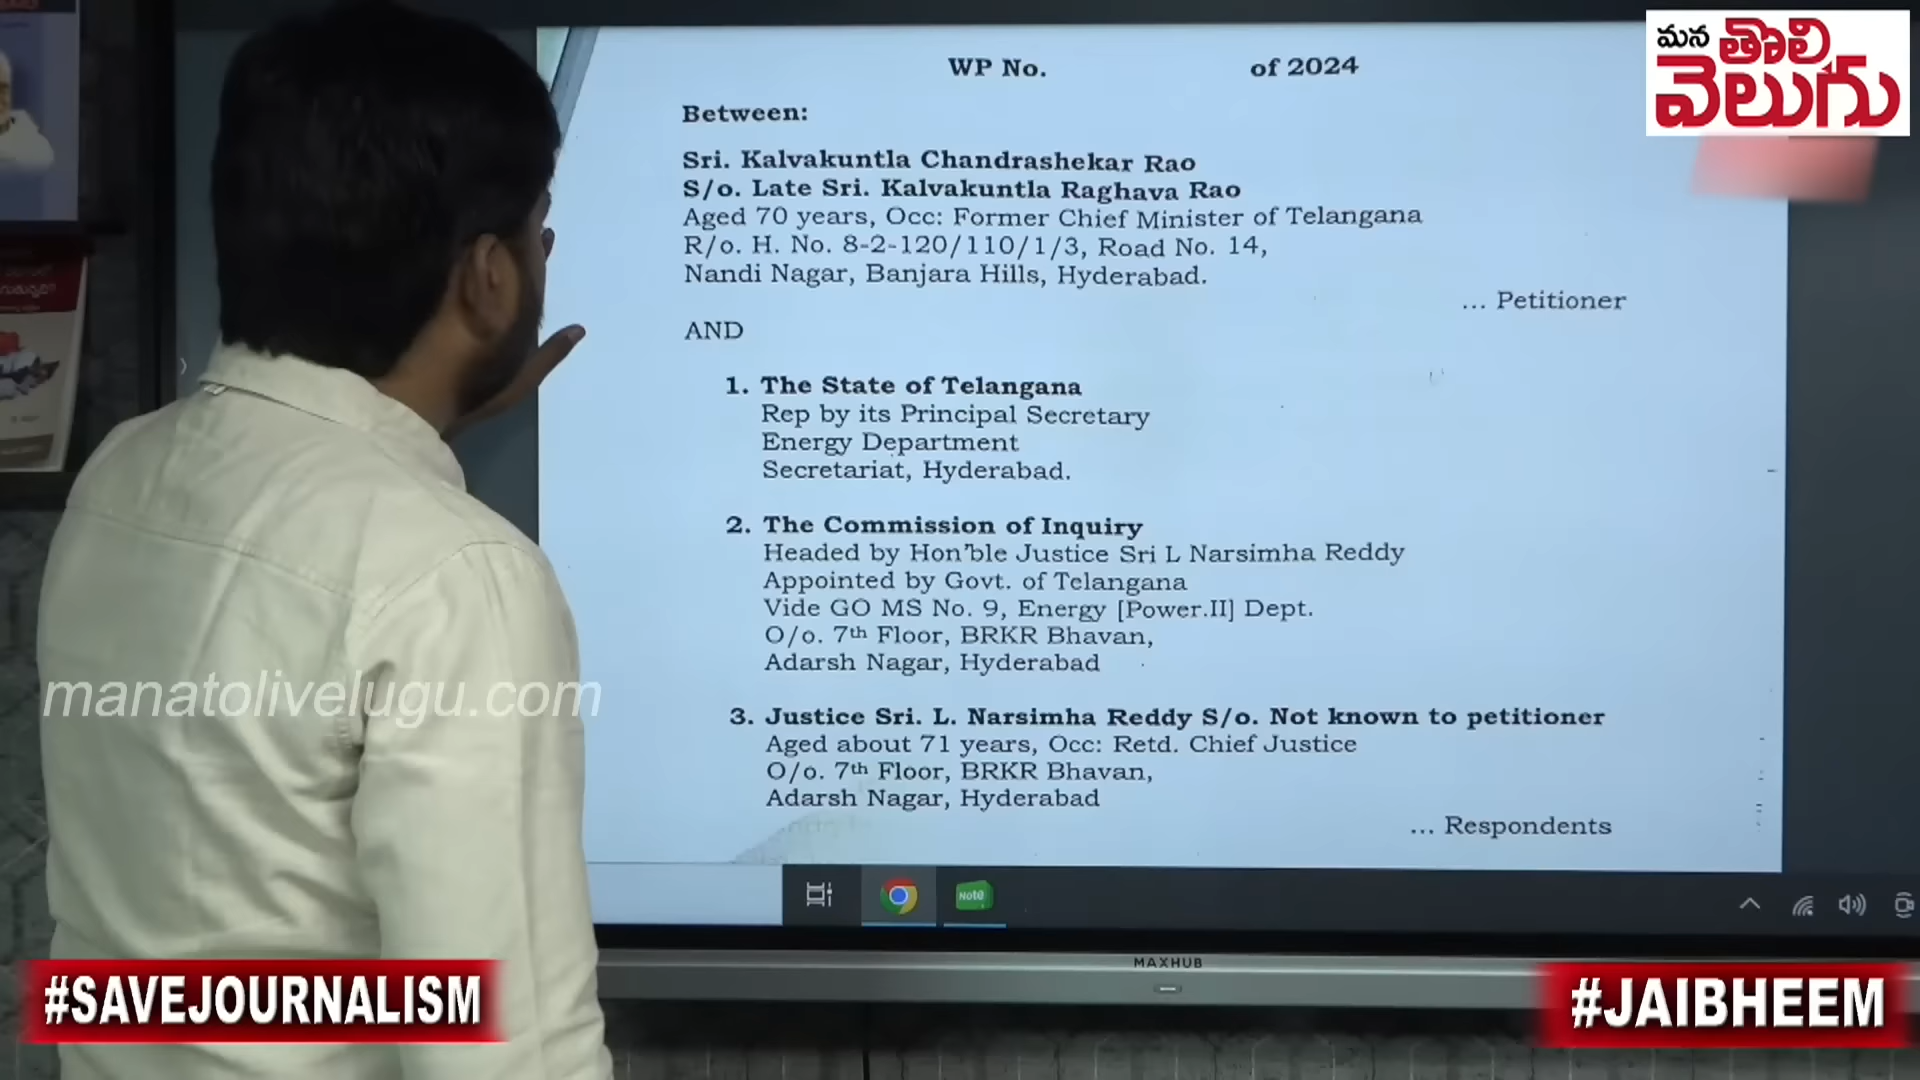 WP No. of 2024
Between:
Sri. Kalvakuntla Chandrashekar Rao
S/o. Late Sri. Kalvakuntla Raghava Rao
Aged 70 years, Occ: Former Chief Minister of Telangana
R/o. H. No. 8-2-120/110/1/3, Road No. 14,
Nandi Nagar, Banjara Hills, Hyderabad.
... Petitioner
AND
1. The State of Telangana
Rep by its Principal Secretary
Energy Department
Secretariat, Hyderabad.
2. The Commission of Inquiry
Headed by Hon'ble Justice Sri L Narsimha Reddy
Appointed by Govt. of Telangana
Vide GO MS No. 9, Energy [Power.II] Dept.
O/o. 7th Floor, BRKR Bhavan,
Adarsh Nagar, Hyderabad
3. Justice Sri. L. Narsimha Reddy S/o. Not known to petitioner
Aged about 71 years, Occ: Retd. Chief Justice
O/o. 7th Floor, BRKR Bhavan,
Adarsh Nagar, Hyderabad
... Respondents
Note
MAXHUB
మన తొలి
వెలుగు
manatolivelugu.com
#SAVEJOURNALISM
#JAIBHEEM